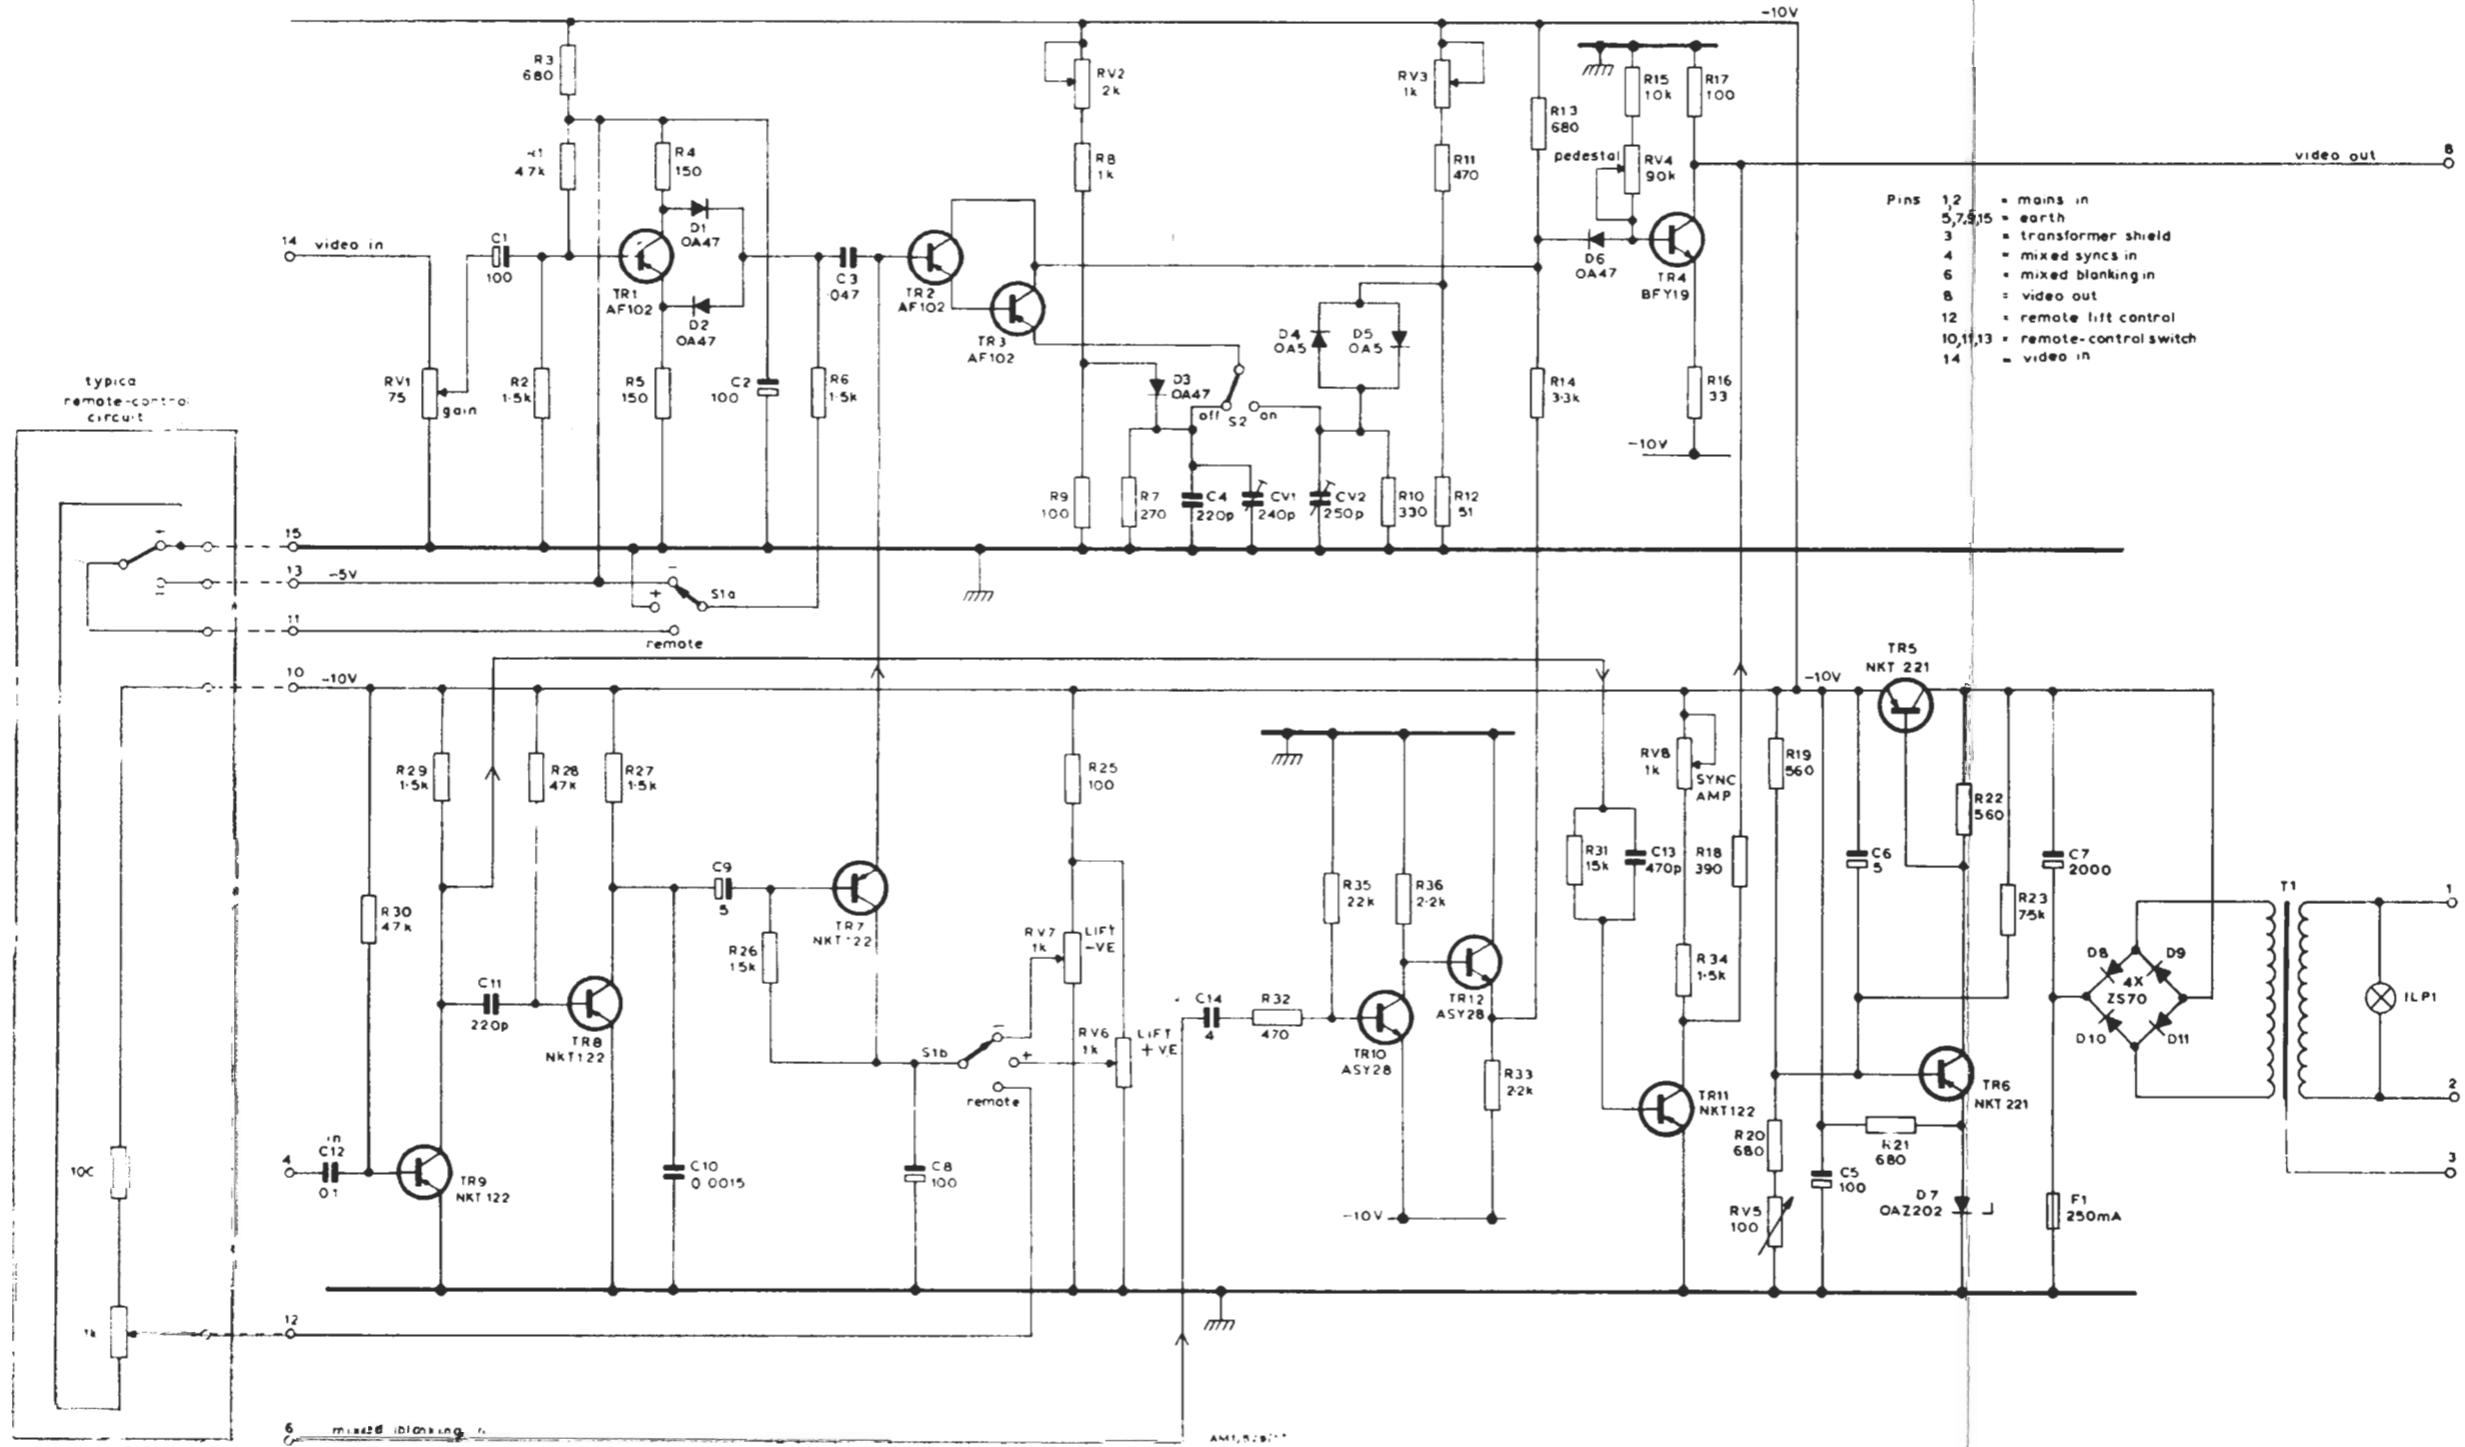 -10V
R3
680
RV2
2k
RV3
1k
R13
680
R15
10k
R17
100
R1
47k
R4
150
R8
1k
R11
470
pedestal
RV4
90k
video out
8
Pins 1,2 = mains in
5,7,9,15 = earth
3 = transformer shield
4 = mixed syncs in
6 = mixed blanking in
8 = video out
12 = remote lift control
10,11,13 = remote-control switch
14 = video in
14 video in
C1
100
TR1
AF102
D1
OA47
D2
OA47
C3
·047
TR2
AF102
TR3
AF102
D6
OA47
TR4
BFY19
D4
OA5
D5
OA5
typica
remote-control
circuit
RV1
75
gain
R2
1·5k
R5
150
C2
100
R6
1·5k
D3
OA47
off
S2
on
R14
3·3k
R16
33
-10V
R9
100
R7
270
C4
220p
CV1
240p
CV2
250p
R10
330
R12
51
+
15
–
13
-5V
–
+
S1a
11
remote
10
-10V
-10V
TR5
NKT 221
R29
1·5k
R28
47k
R27
1·5k
R25
100
RV8
1k
SYNC
AMP
R19
560
R22
560
R30
47k
C9
5
TR7
NKT122
R26
15k
RV7
1k
LIFT
-VE
R35
22k
R36
2·2k
R31
15k
C13
470p
R18
390
C6
5
R23
75k
C7
2000
T1
1
C11
220p
TR8
NKT122
S1b
–
+
remote
RV6
1k
LIFT
+VE
C14
4
R32
470
TR10
ASY28
TR12
ASY28
R34
1·5k
D8
D9
4X
ZS70
D10
D11
ILP1
R33
2·2k
TR11
NKT122
TR6
NKT 221
2
10C
4
in
C12
0·1
TR9
NKT 122
C10
0·0015
C8
100
R20
680
R21
680
C5
100
3
RV5
100
D7
OAZ202
F1
250mA
-10V
1k
12
6
mixed blanking